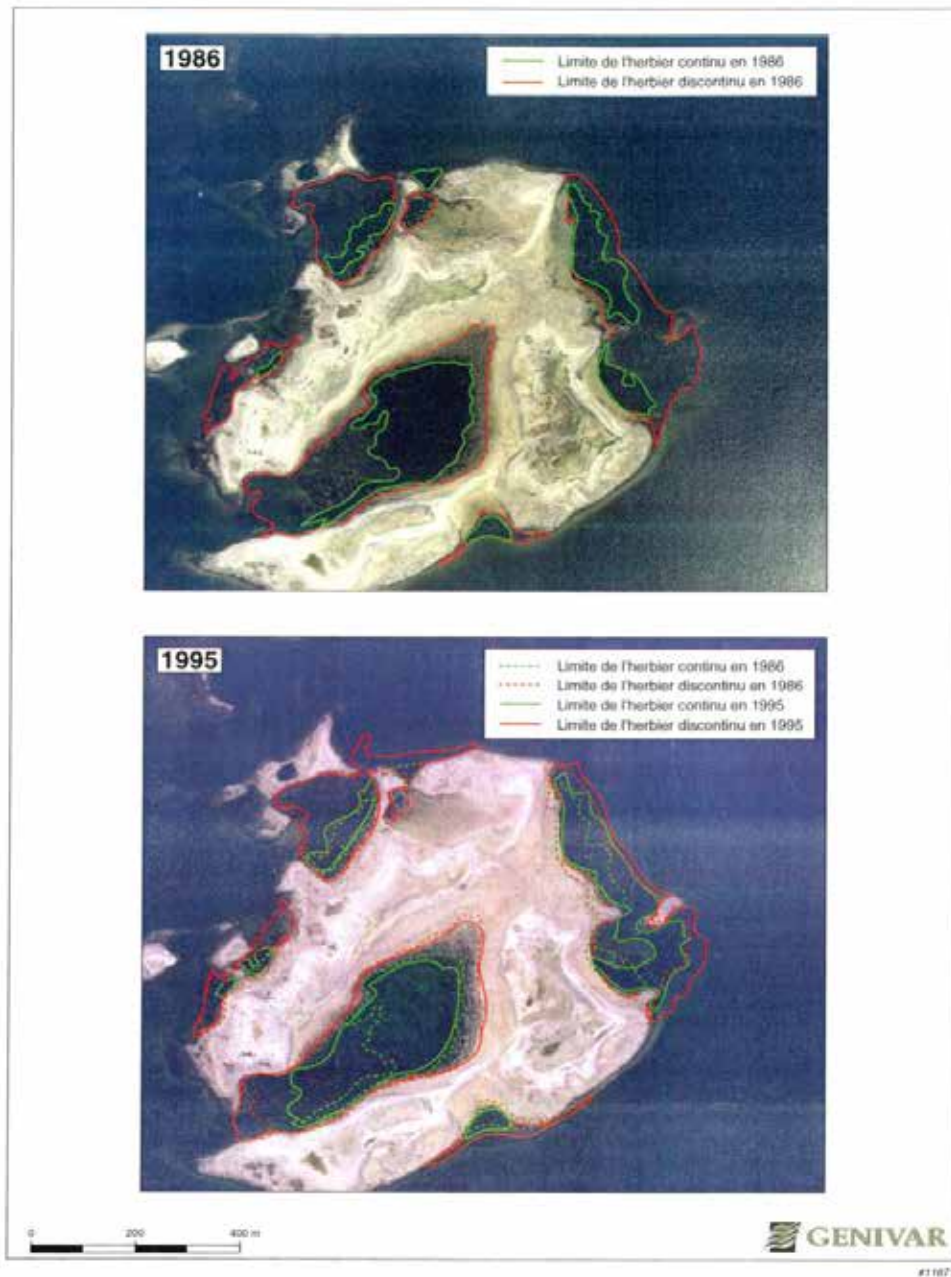 1986
Limite de l'herbier continu en 1986
Limite de l'herbier discontinu en 1986
1995
Limite de l'herbier continu en 1986
Limite de l'herbier discontinu en 1986
Limite de l'herbier continu en 1995
Limite de l'herbier discontinu en 1995
0 200 400 m
GENIVAR
#1187